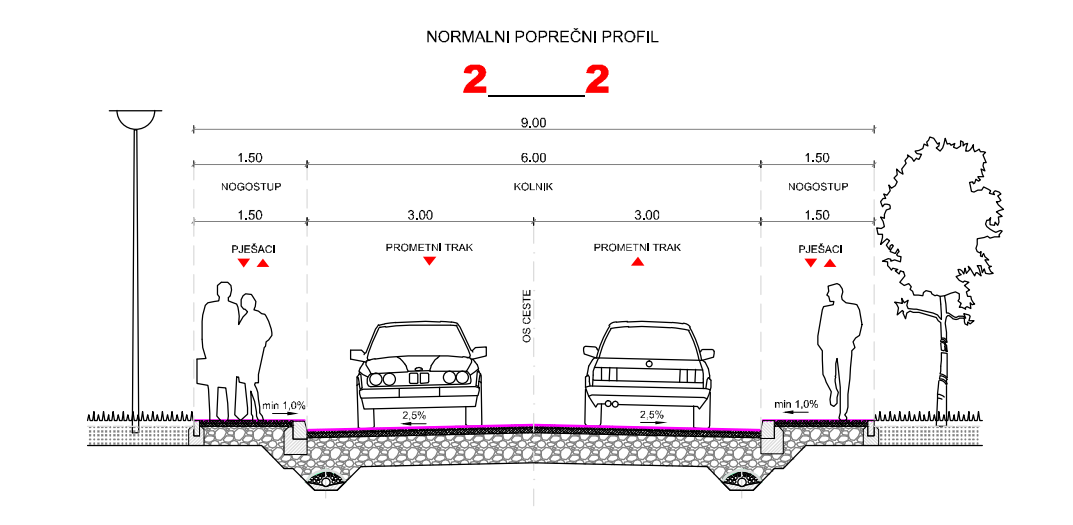 NORMALNI POPREČNI PROFIL
2 2
9.00
1.50 6.00 1.50
NOGOSTUP KOLNIK NOGOSTUP
1.50 3.00 3.00 1.50
PJEŠACI PROMETNI TRAK PROMETNI TRAK PJEŠACI
OS CESTE
min 1,0% 2,5% 2,5% min 1,0%